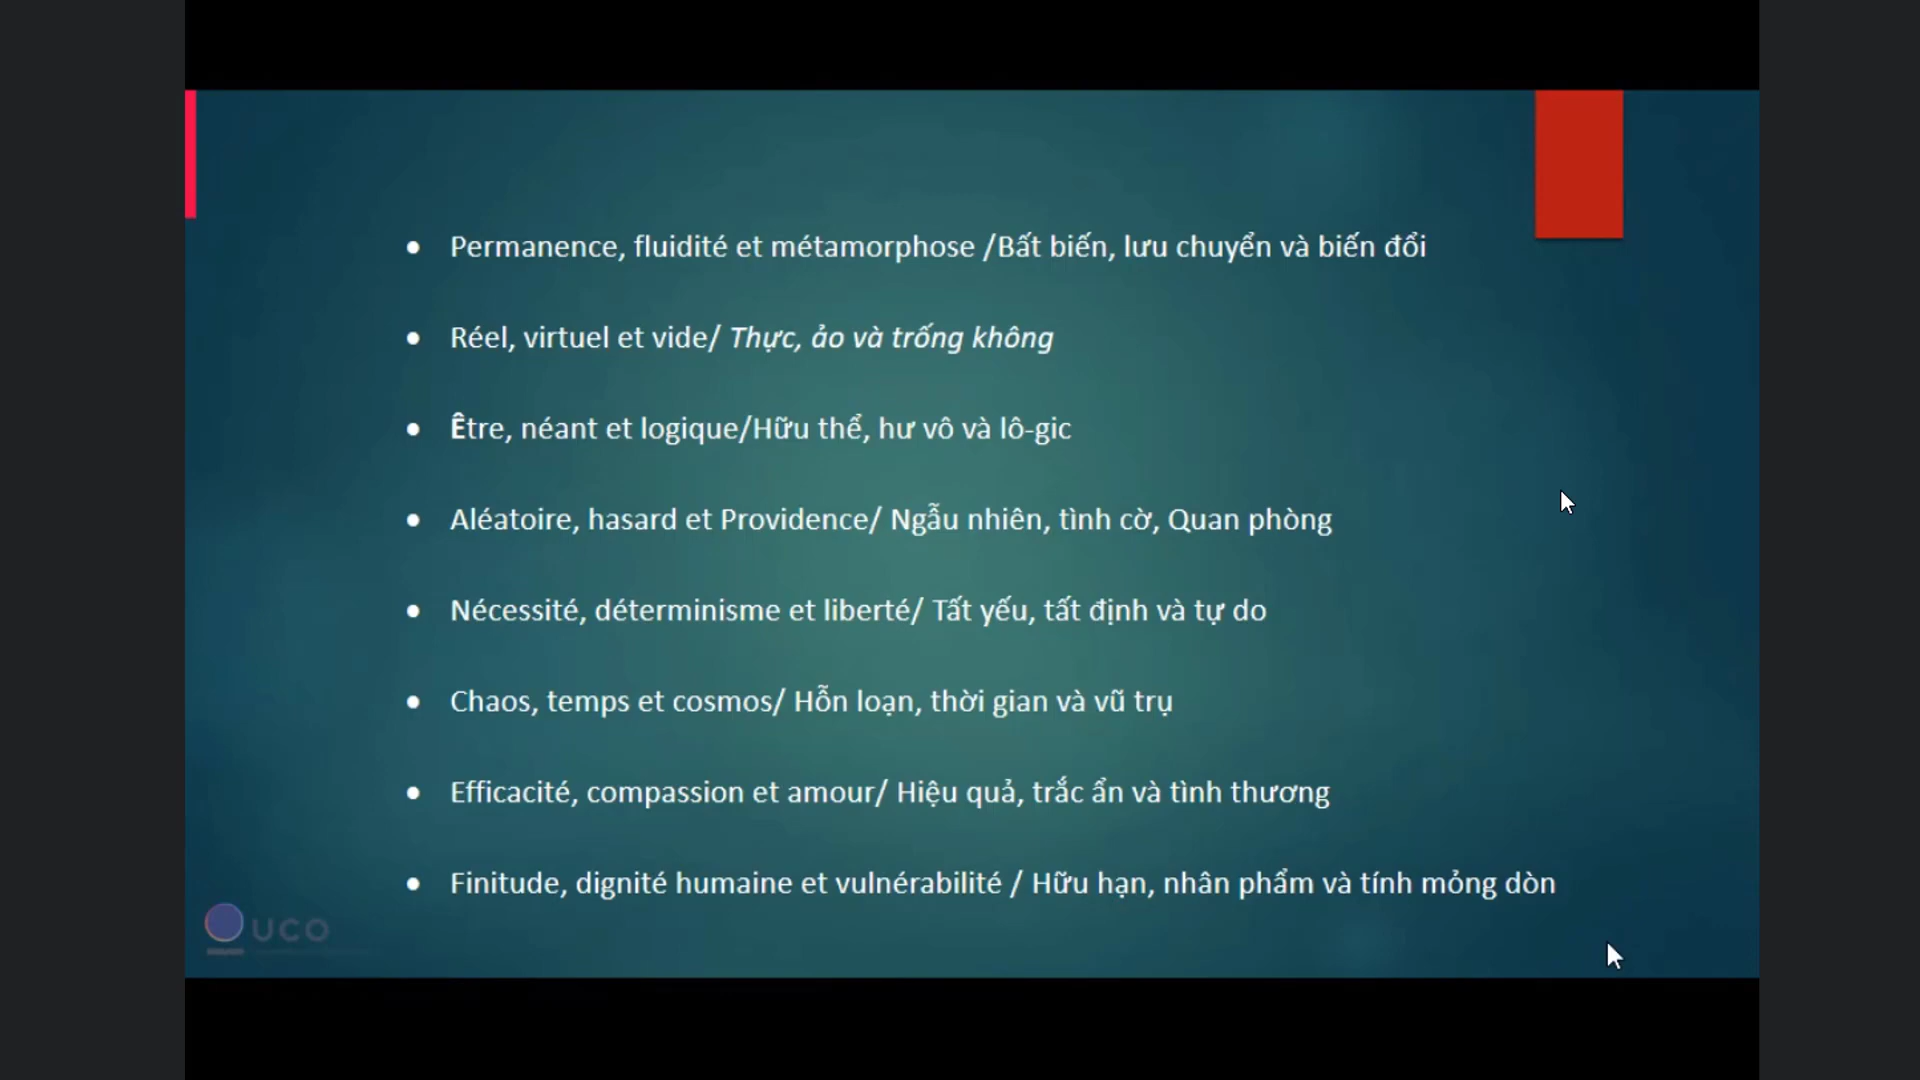 • Permanence, fluidité et métamorphose /Bất biến, lưu chuyển và biến đổi
• Réel, virtuel et vide/ Thực, ảo và trống không
• Être, néant et logique/Hữu thể, hư vô và lô-gic
• Aléatoire, hasard et Providence/ Ngẫu nhiên, tình cờ, Quan phòng
• Nécessité, déterminisme et liberté/ Tất yếu, tất định và tự do
• Chaos, temps et cosmos/ Hỗn loạn, thời gian và vũ trụ
• Efficacité, compassion et amour/ Hiệu quả, trắc ẩn và tình thương
• Finitude, dignité humaine et vulnérabilité / Hữu hạn, nhân phẩm và tính mỏng dòn
UCO